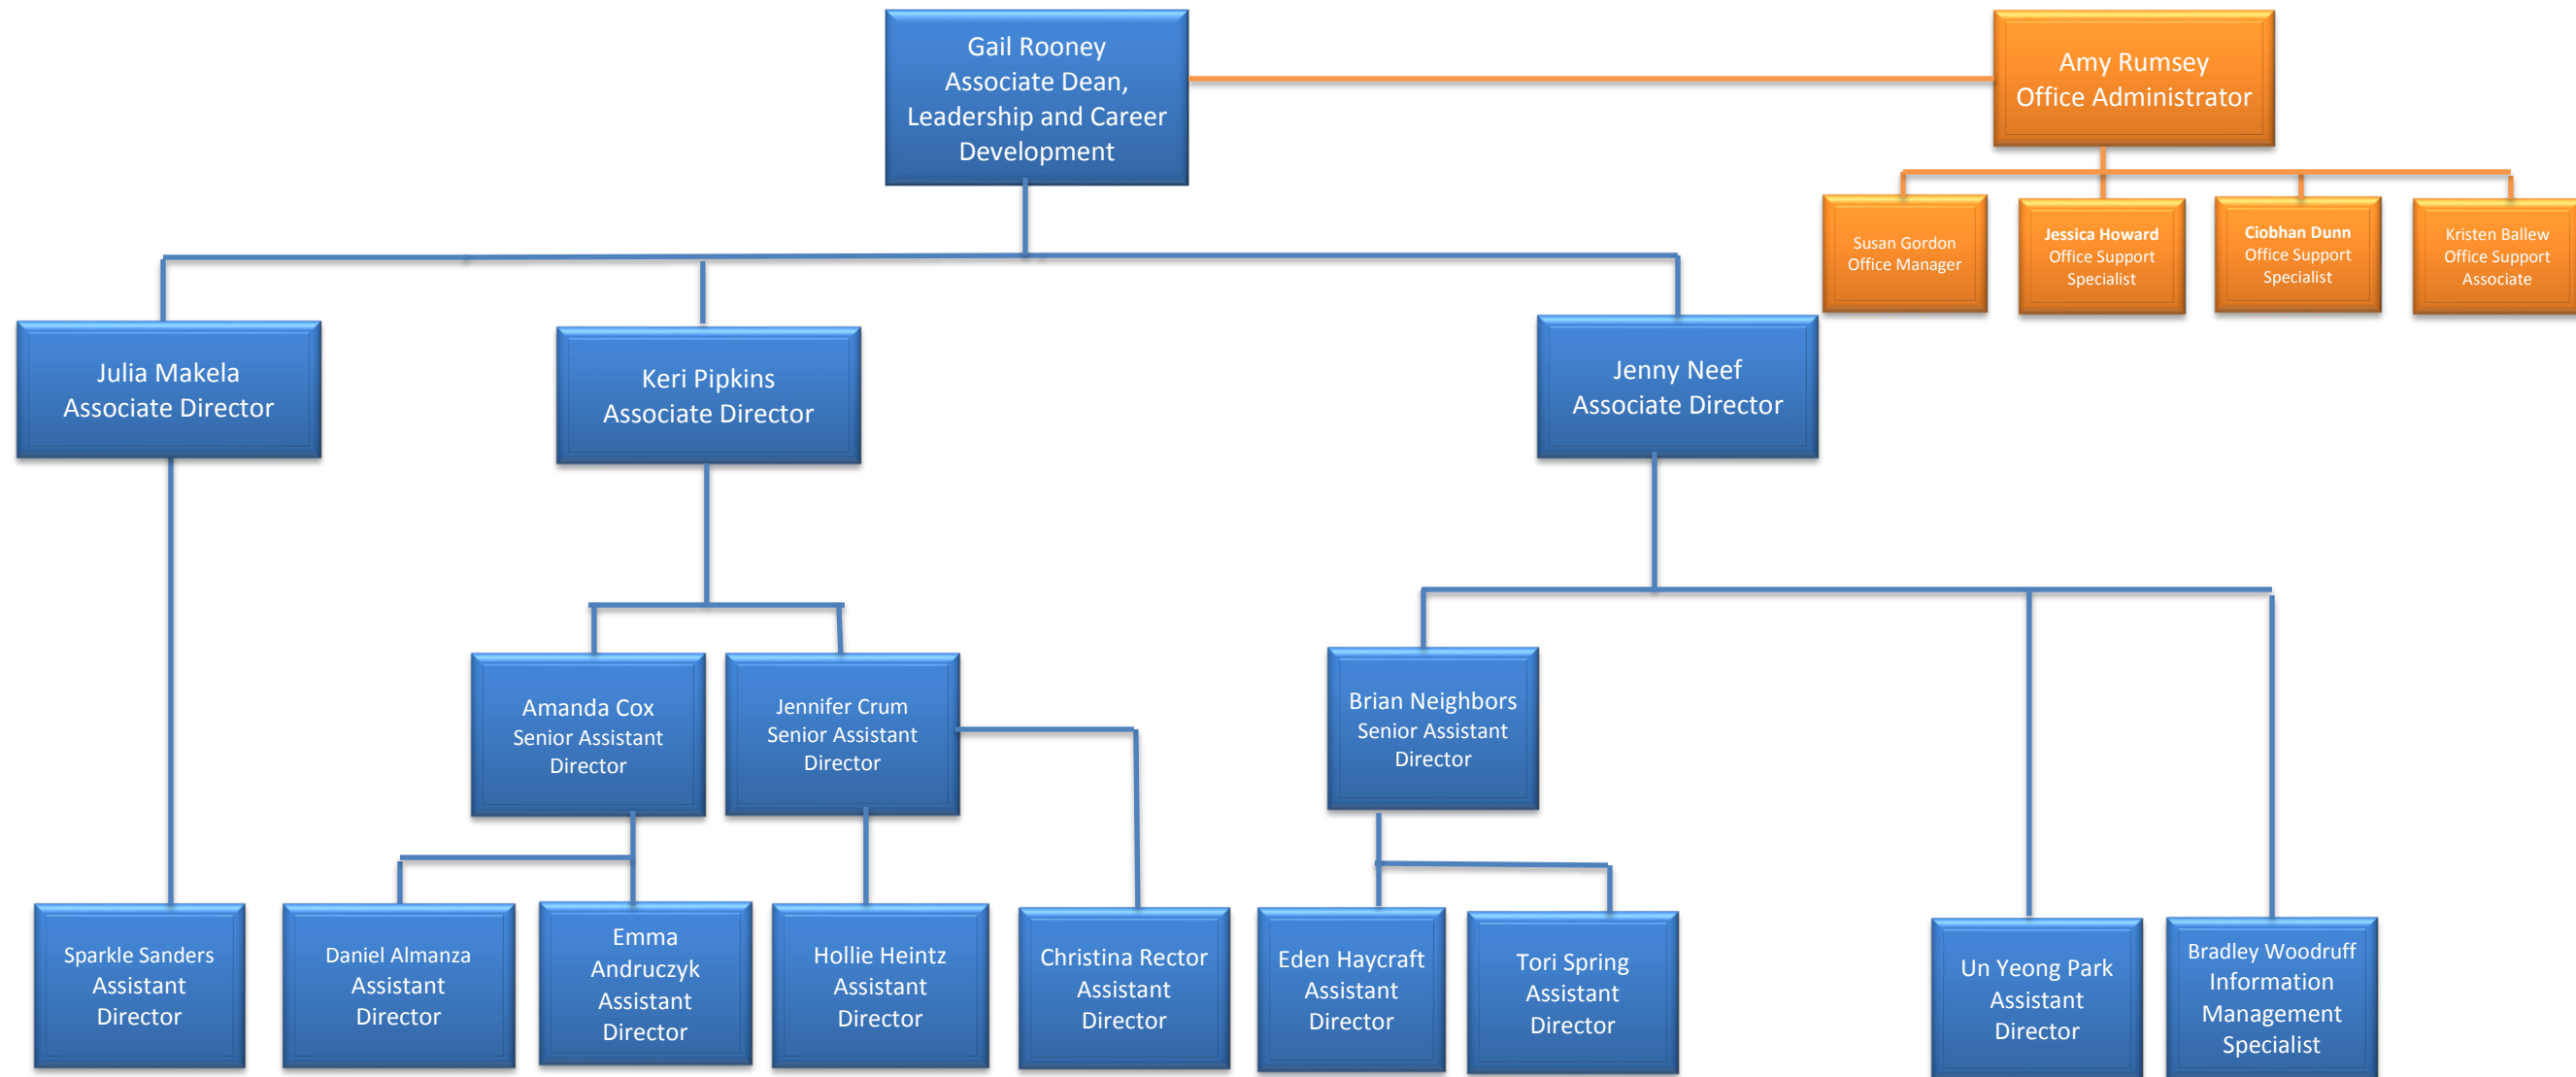 Gail Rooney
Associate Dean,
Leadership and Career
Development
Amy Rumsey
Office Administrator
Susan Gordon
Office Manager
Jessica Howard
Office Support
Specialist
Ciobhan Dunn
Office Support
Specialist
Kristen Ballew
Office Support
Associate
Julia Makela
Associate Director
Keri Pipkins
Associate Director
Jenny Neef
Associate Director
Amanda Cox
Senior Assistant
Director
Jennifer Crum
Senior Assistant
Director
Brian Neighbors
Senior Assistant
Director
Sparkle Sanders
Assistant
Director
Daniel Almanza
Assistant
Director
Emma
Andruczyk
Assistant
Director
Hollie Heintz
Assistant
Director
Christina Rector
Assistant
Director
Eden Haycraft
Assistant
Director
Tori Spring
Assistant
Director
Un Yeong Park
Assistant
Director
Bradley Woodruff
Information
Management
Specialist